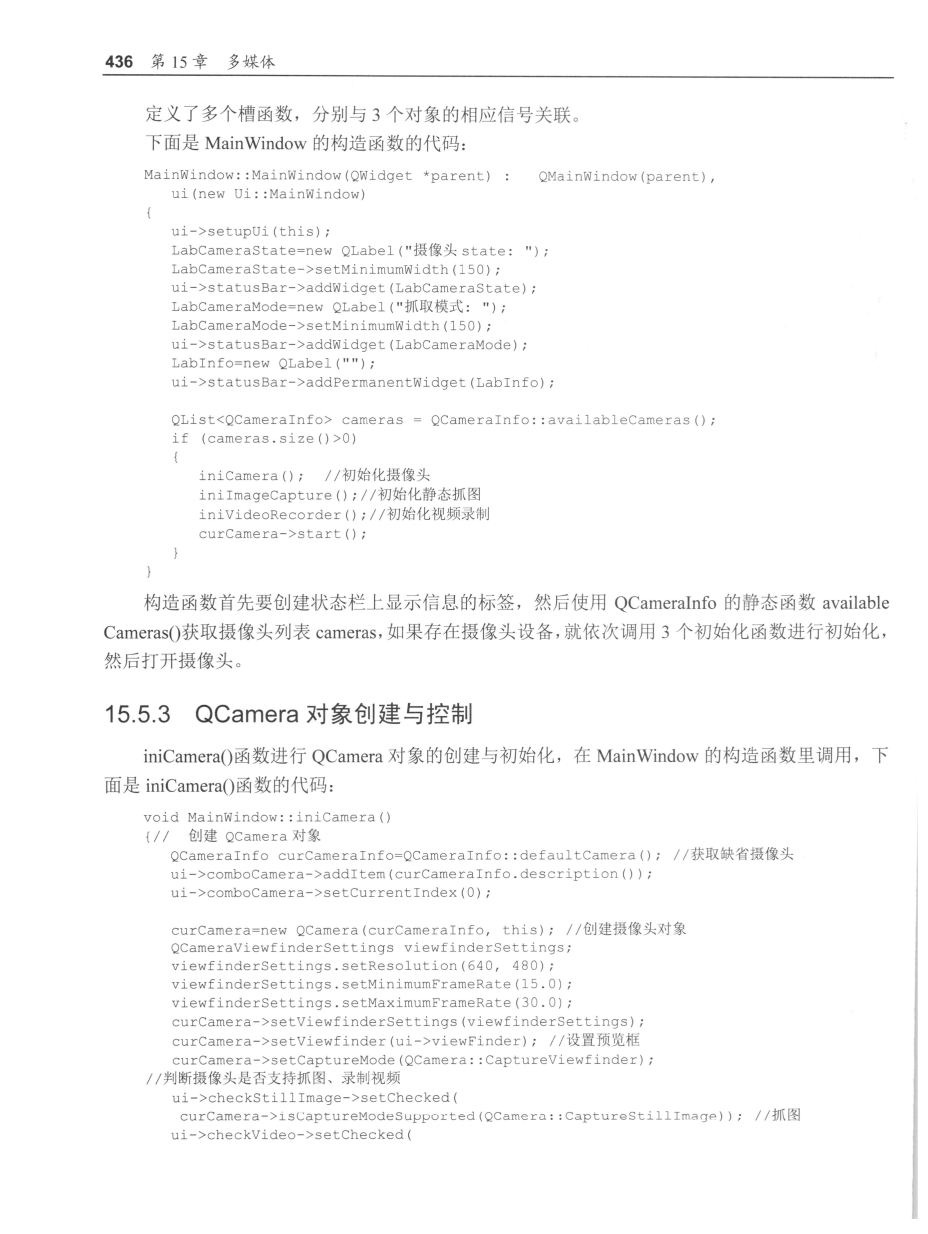 436 第 15 章 多媒体
定义了多个槽函数，分别与 3 个对象的相应信号关联。
下面是 MainWindow 的构造函数的代码：
MainWindow::MainWindow(QWidget *parent) :   QMainWindow(parent),
ui(new Ui::MainWindow)
{
ui->setupUi(this);
LabCameraState=new QLabel("摄像头 state: ");
LabCameraState->setMinimumWidth(150);
ui->statusBar->addWidget(LabCameraState);
LabCameraMode=new QLabel("抓取模式: ");
LabCameraMode->setMinimumWidth(150);
ui->statusBar->addWidget(LabCameraMode);
LabInfo=new QLabel("");
ui->statusBar->addPermanentWidget(LabInfo);
QList<QCameraInfo> cameras = QCameraInfo::availableCameras();
if (cameras.size()>0)
{
iniCamera();  //初始化摄像头
iniImageCapture();//初始化静态抓图
iniVideoRecorder();//初始化视频录制
curCamera->start();
}
}
构造函数首先要创建状态栏上显示信息的标签，然后使用 QCameraInfo 的静态函数 available
Cameras()获取摄像头列表 cameras，如果存在摄像头设备，就依次调用 3 个初始化函数进行初始化，
然后打开摄像头。
15.5.3 QCamera 对象创建与控制
iniCamera()函数进行 QCamera 对象的创建与初始化，在 MainWindow 的构造函数里调用，下
面是 iniCamera()函数的代码：
void MainWindow::iniCamera()
{// 创建 QCamera 对象
QCameraInfo curCameraInfo=QCameraInfo::defaultCamera(); //获取缺省摄像头
ui->comboCamera->addItem(curCameraInfo.description());
ui->comboCamera->setCurrentIndex(0);
curCamera=new QCamera(curCameraInfo, this); //创建摄像头对象
QCameraViewfinderSettings viewfinderSettings;
viewfinderSettings.setResolution(640, 480);
viewfinderSettings.setMinimumFrameRate(15.0);
viewfinderSettings.setMaximumFrameRate(30.0);
curCamera->setViewfinderSettings(viewfinderSettings);
curCamera->setViewfinder(ui->viewFinder); //设置预览框
curCamera->setCaptureMode(QCamera::CaptureViewfinder);
//判断摄像头是否支持抓图、录制视频
ui->checkStillImage->setChecked(
curCamera->isCaptureModeSupported(QCamera::CaptureStillImage)); //抓图
ui->checkVideo->setChecked(